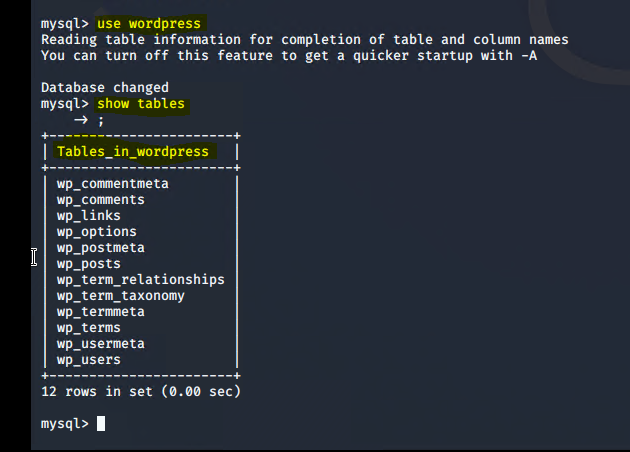 mysql> use wordpress
Reading table information for completion of table and column names
You can turn off this feature to get a quicker startup with -A
Database changed
mysql> show tables
    → ;
+-----------------------+
| Tables_in_wordpress   |
+-----------------------+
| wp_commentmeta        |
| wp_comments           |
| wp_links              |
| wp_options            |
| wp_postmeta           |
| wp_posts              |
| wp_term_relationships |
| wp_term_taxonomy      |
| wp_termmeta           |
| wp_terms              |
| wp_usermeta           |
| wp_users              |
+-----------------------+
12 rows in set (0.00 sec)
mysql>